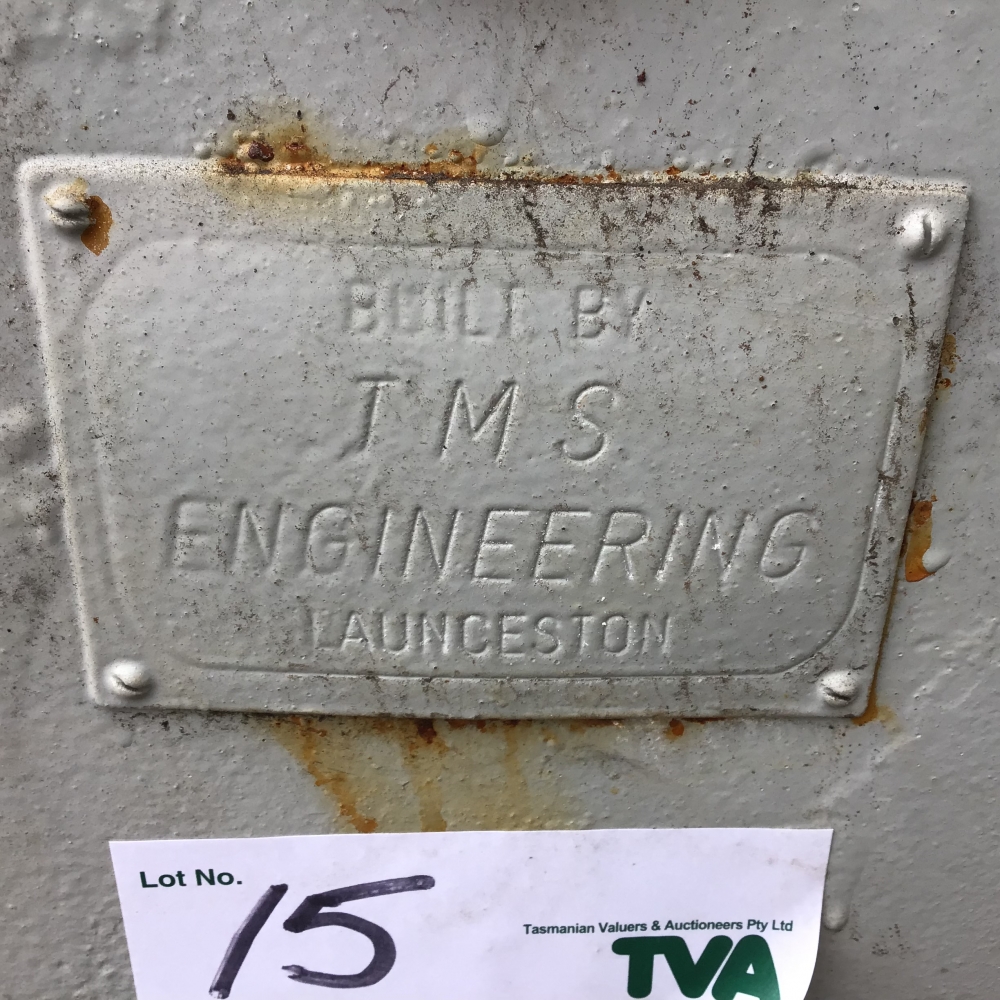 BUILT BY
J M S
ENGINEERING
LAUNCESTON
Lot No.
15
Tasmanian Valuers & Auctioneers Pty Ltd
TVA